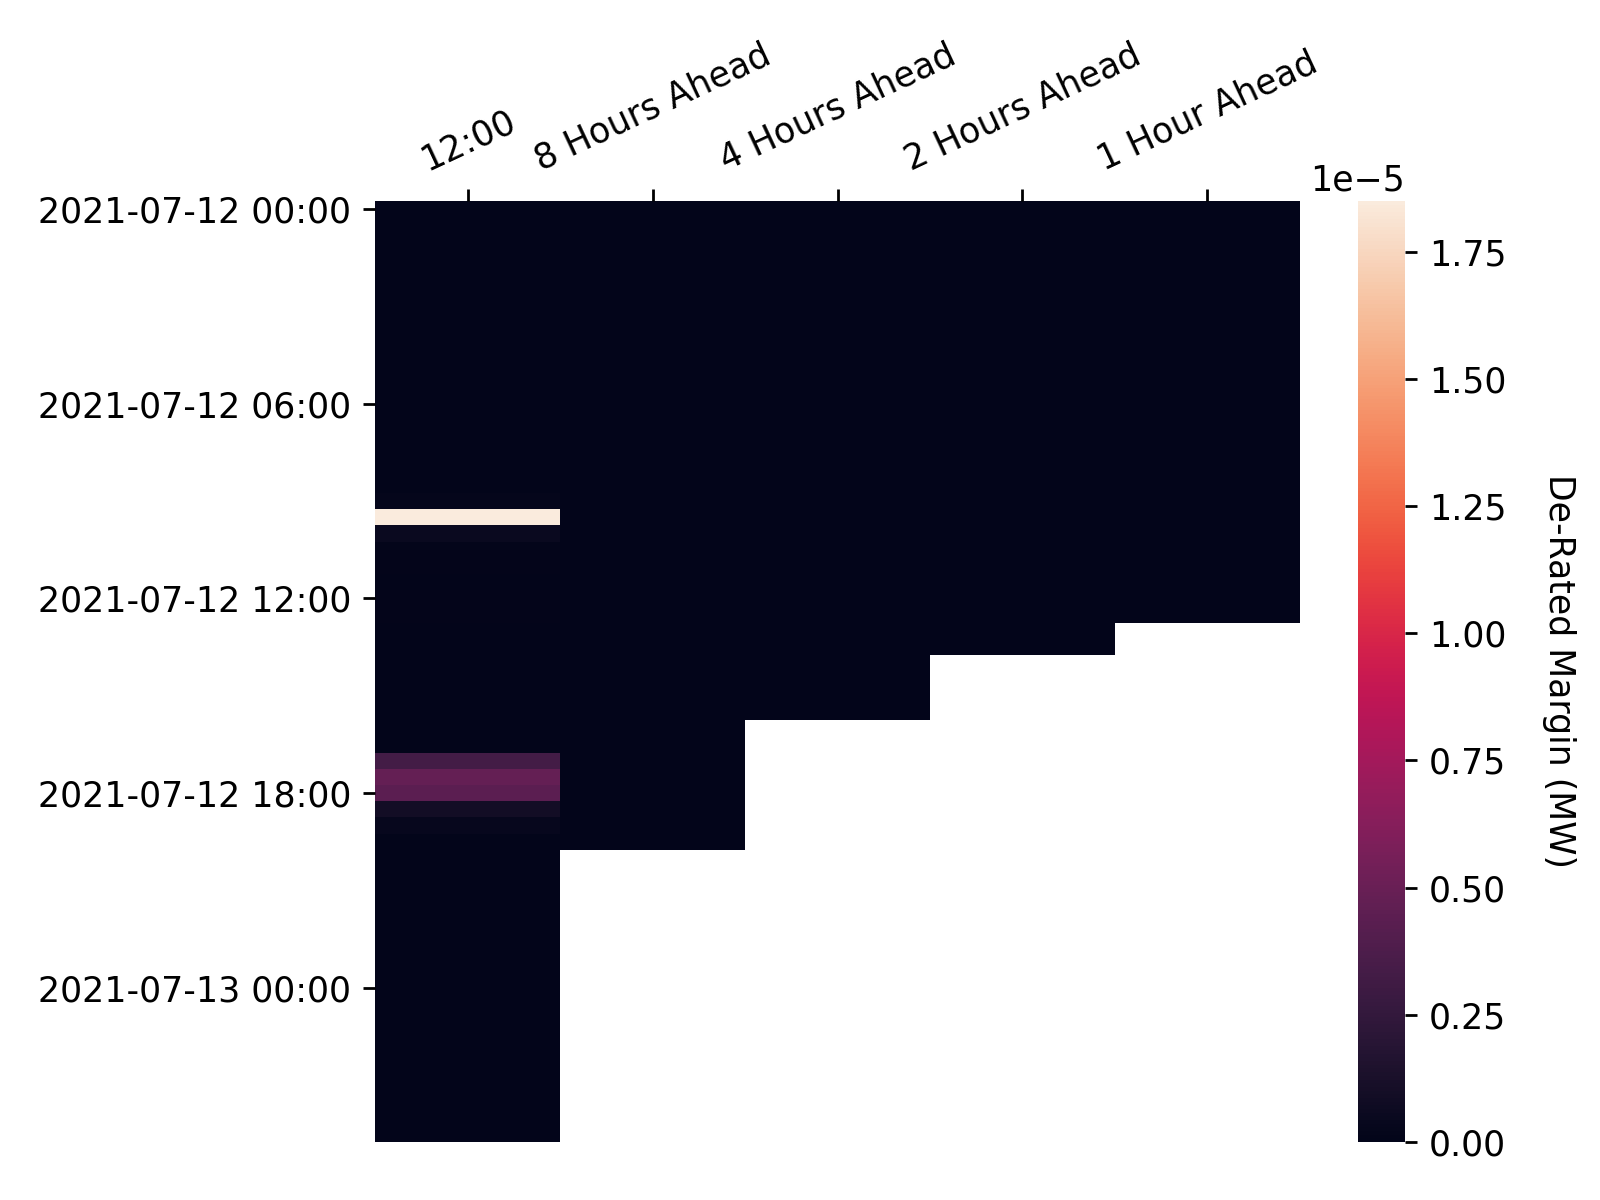 12:00
8 Hours Ahead
4 Hours Ahead
2 Hours Ahead
1 Hour Ahead
1e−5
2021-07-12 00:00
2021-07-12 06:00
2021-07-12 12:00
2021-07-12 18:00
2021-07-13 00:00
1.75
1.50
1.25
1.00
0.75
0.50
0.25
0.00
De-Rated Margin (MW)